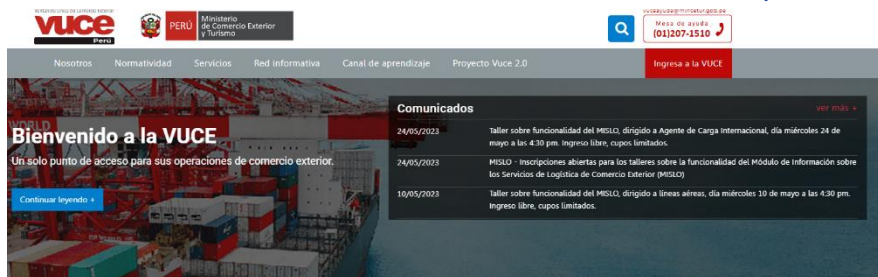 vuce
Perú
PERÚ
Ministerio
de Comercio Exterior
y Turismo
vuceayuda@mincetur.gob.pe
Mesa de ayuda
(01)207-1510
Nosotros Normatividad Servicios Red informativa Canal de aprendizaje Proyecto Vuce 2.0 Ingresa a la VUCE
Bienvenido a la VUCE
Un solo punto de acceso para sus operaciones de comercio exterior.
Continuar leyendo +
Comunicados ver más +
24/05/2023 Taller sobre funcionalidad del MISLO, dirigido a Agente de Carga Internacional, día miércoles 24 de
mayo a las 4:30 pm. Ingreso libre, cupos limitados.
24/05/2023 MISLO - Inscripciones abiertas para los talleres sobre la funcionalidad del Módulo de Información sobre
los Servicios de Logística de Comercio Exterior (MISLO)
10/05/2023 Taller sobre funcionalidad del MISLO, dirigido a líneas aéreas, día miércoles 10 de mayo a las 4:30 pm.
Ingreso libre, cupos limitados.